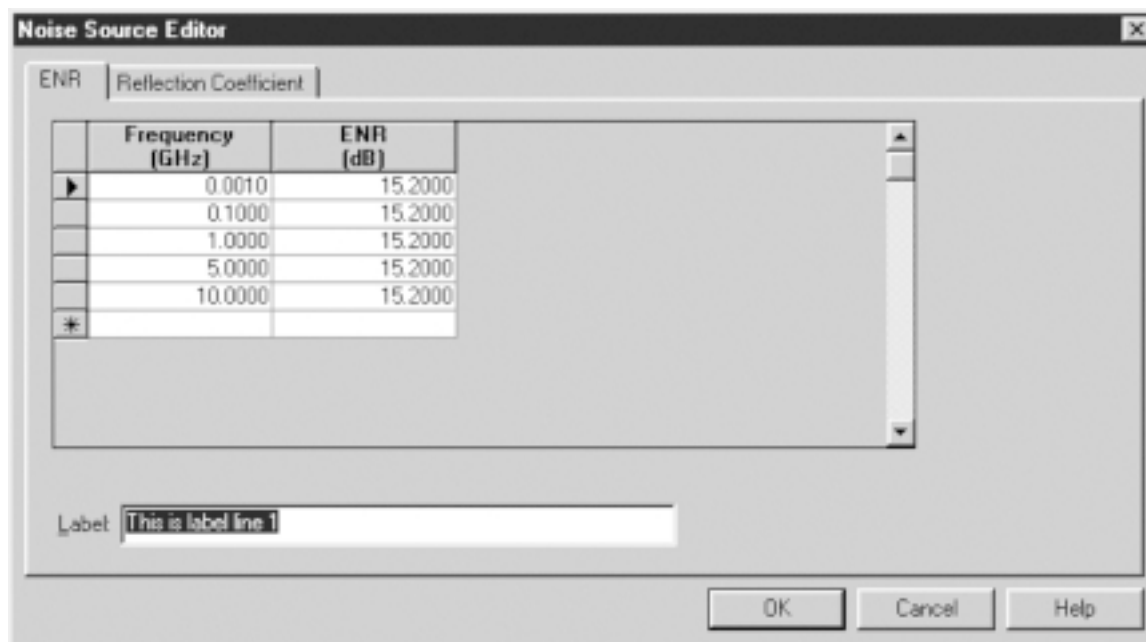 Noise Source Editor
ENR Reflection Coefficient
Frequency (GHz) ENR (dB)
0.0010 15.2000
0.1000 15.2000
1.0000 15.2000
5.0000 15.2000
10.0000 15.2000
Label: This is label line 1
OK Cancel Help